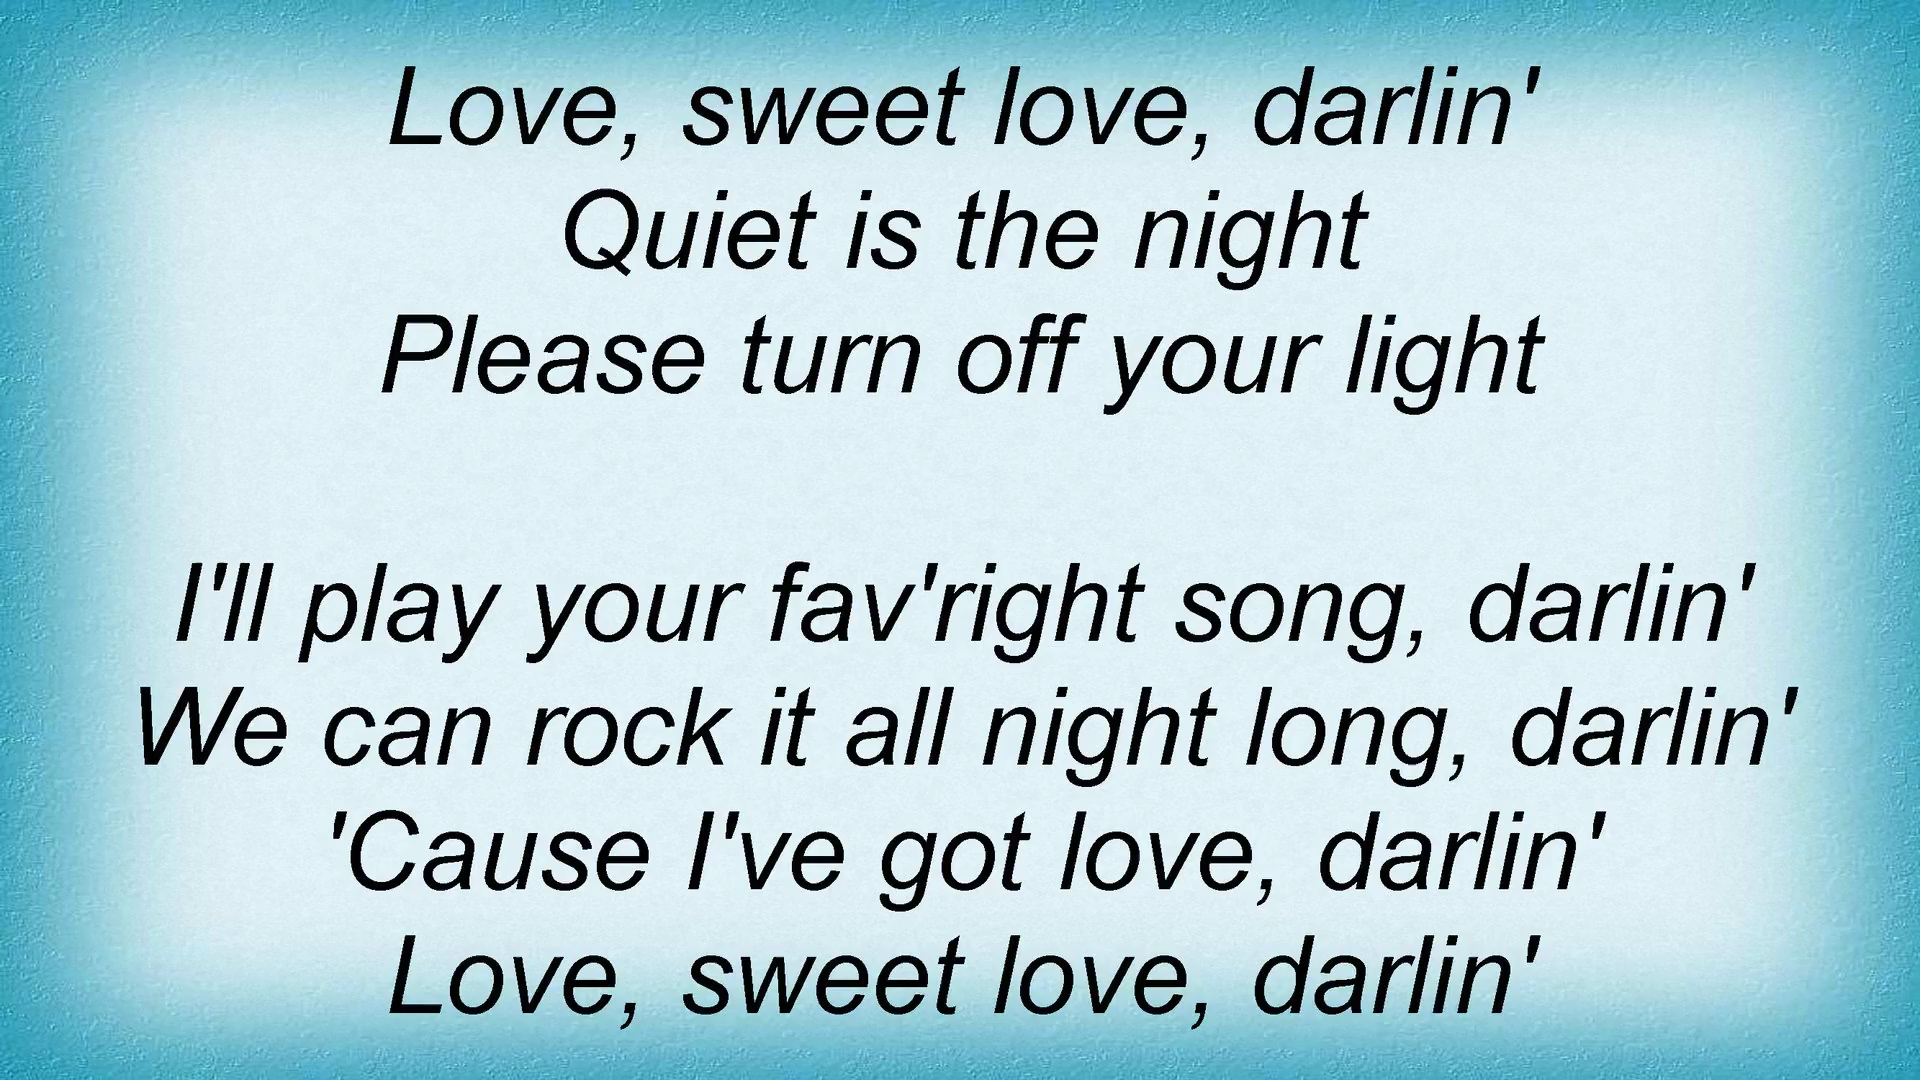 Love, sweet love, darlin'
Quiet is the night
Please turn off your light
I'll play your fav'right song, darlin'
We can rock it all night long, darlin'
'Cause I've got love, darlin'
Love, sweet love, darlin'